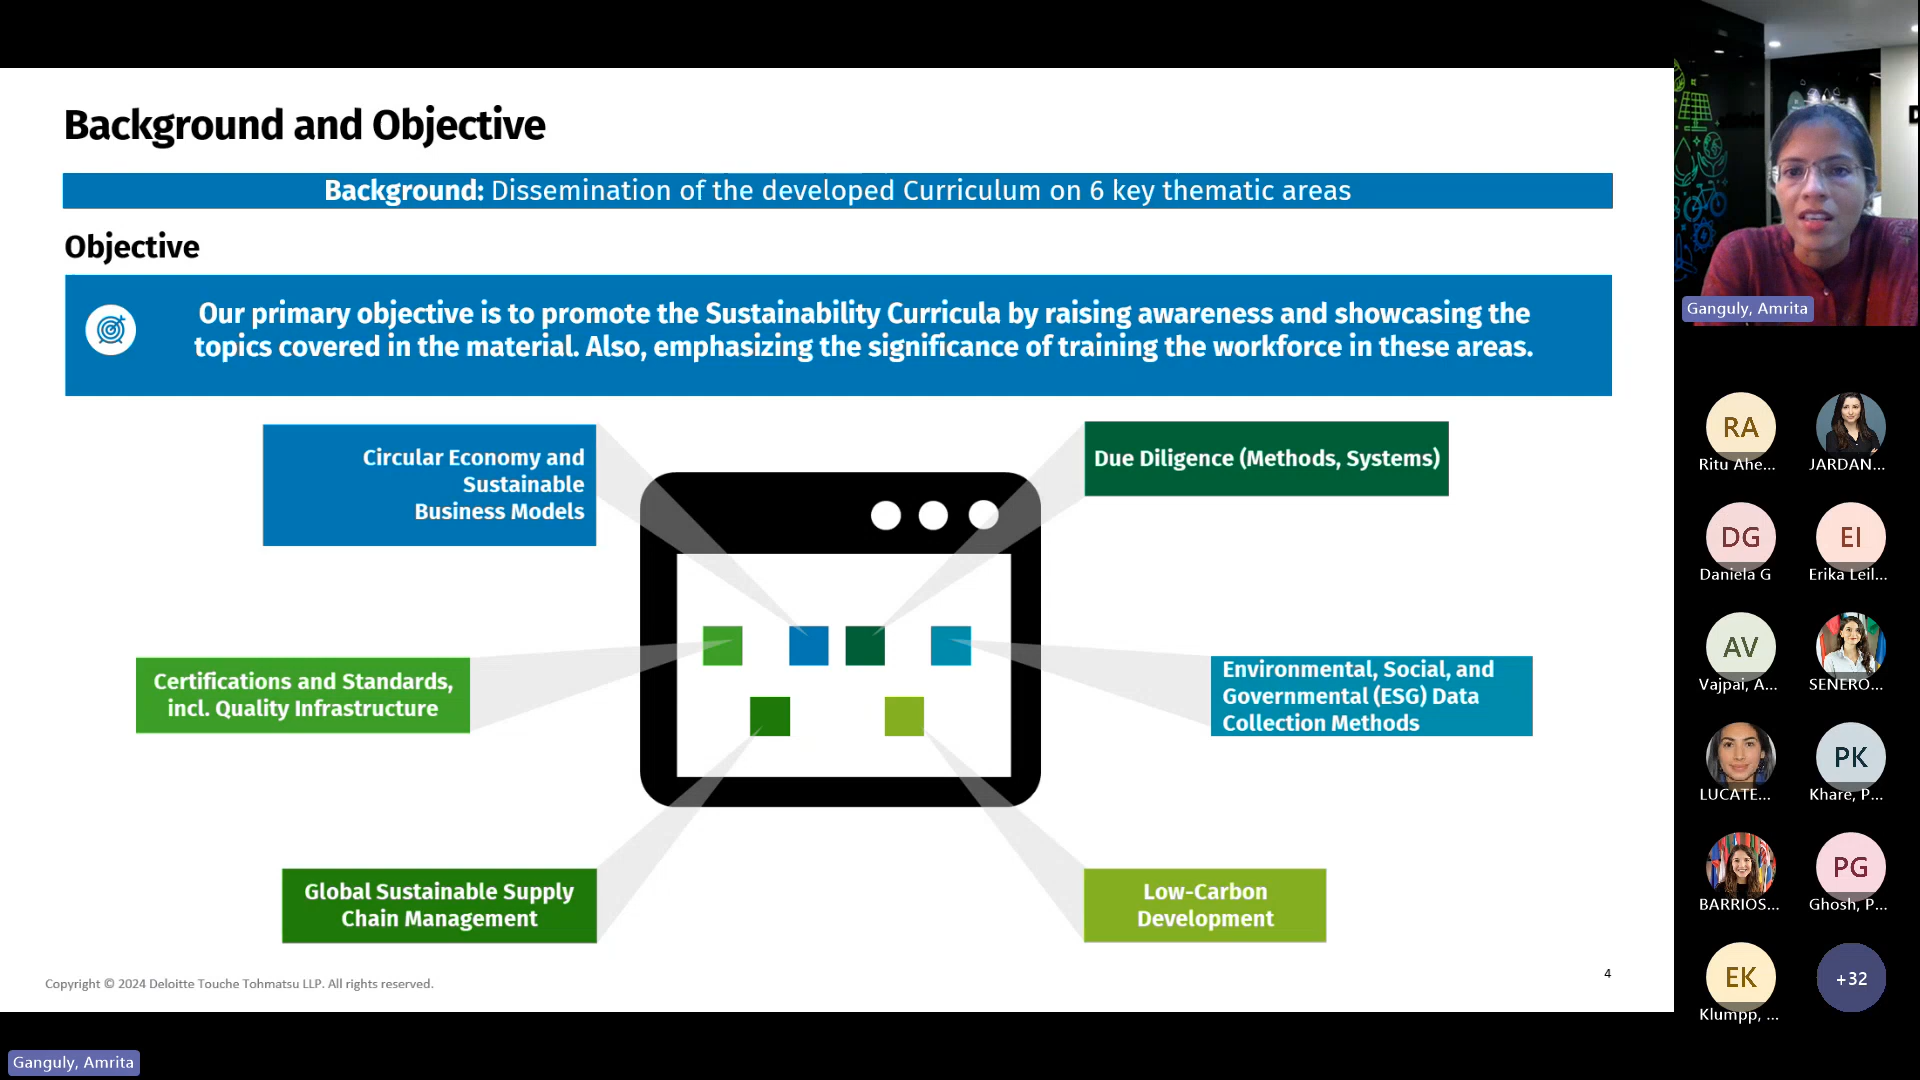 Background and Objective
Background: Dissemination of the developed Curriculum on 6 key thematic areas
Objective
Our primary objective is to promote the Sustainability Curricula by raising awareness and showcasing the
topics covered in the material. Also, emphasizing the significance of training the workforce in these areas.
Circular Economy and
Sustainable
Business Models
Due Diligence (Methods, Systems)
Certifications and Standards,
incl. Quality Infrastructure
Environmental, Social, and
Governmental (ESG) Data
Collection Methods
Global Sustainable Supply
Chain Management
Low-Carbon
Development
Copyright © 2024 Deloitte Touche Tohmatsu LLP. All rights reserved.
4
Ganguly, Amrita
D
Ganguly, Amrita
RA
Ritu Ahe...
JARDAN...
DG
Daniela G
EI
Erika Leil...
AV
Vajpai, A...
SENERO...
LUCATE...
PK
Khare, P...
BARRIOS...
PG
Ghosh, P...
EK
Klumpp, ...
+32